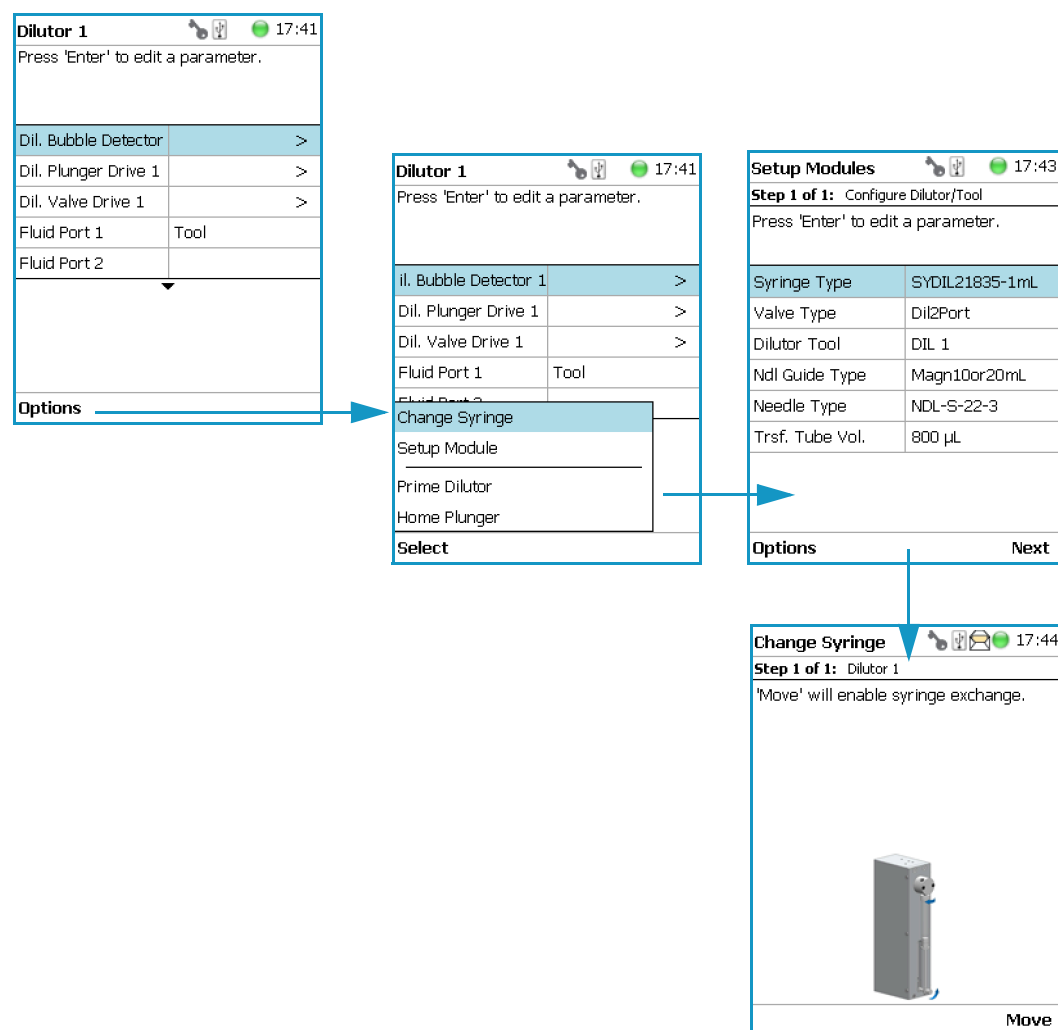 Dilutor 1 17:41
Press 'Enter' to edit a parameter.
Dil. Bubble Detector >
Dil. Plunger Drive 1 >
Dil. Valve Drive 1 >
Fluid Port 1 Tool
Fluid Port 2
Options
Dilutor 1 17:41
Press 'Enter' to edit a parameter.
il. Bubble Detector 1 >
Dil. Plunger Drive 1 >
Dil. Valve Drive 1 >
Fluid Port 1 Tool
Fluid Port 2
Change Syringe
Setup Module
Prime Dilutor
Home Plunger
Select
Setup Modules 17:43
Step 1 of 1: Configure Dilutor/Tool
Press 'Enter' to edit a parameter.
Syringe Type SYDIL21835-1mL
Valve Type Dil2Port
Dilutor Tool DIL 1
Ndl Guide Type Magn10or20mL
Needle Type NDL-S-22-3
Trsf. Tube Vol. 800 µL
Options Next
Change Syringe 17:44
Step 1 of 1: Dilutor 1
'Move' will enable syringe exchange.
Move